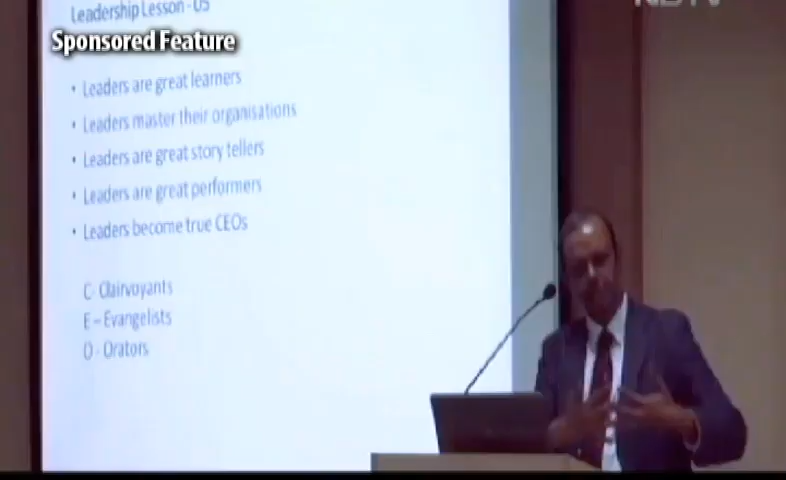 Leadership Lesson - 05
NDTV
Sponsored Feature
• Leaders are great learners
• Leaders master their organisations
• Leaders are great story tellers
• Leaders are great performers
• Leaders become true CEOs
C - Clairvoyants
E – Evangelists
O - Orators